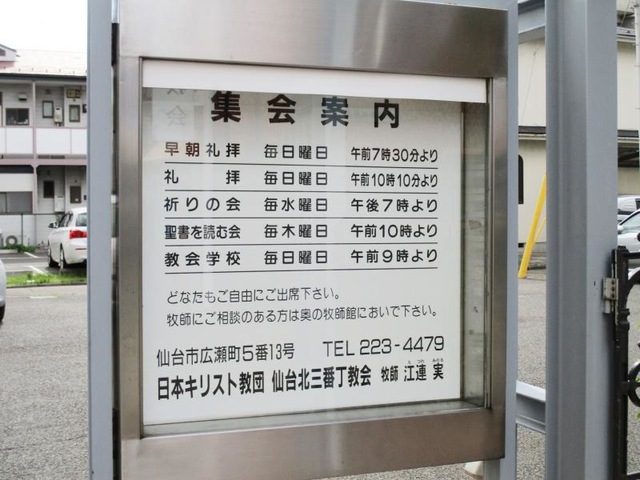 集会案内
早朝礼拝 毎日曜日 午前7時30分より
礼拝 毎日曜日 午前10時10分より
祈りの会 毎水曜日 午後7時より
聖書を読む会 毎木曜日 午前10時より
教会学校 毎日曜日 午前9時より
どなたもご自由にご出席下さい。
牧師にご相談のある方は奥の牧師館においで下さい。
仙台市広瀬町5番13号 TEL 223-4479
日本キリスト教団 仙台北三番丁教会 牧師 江連 実